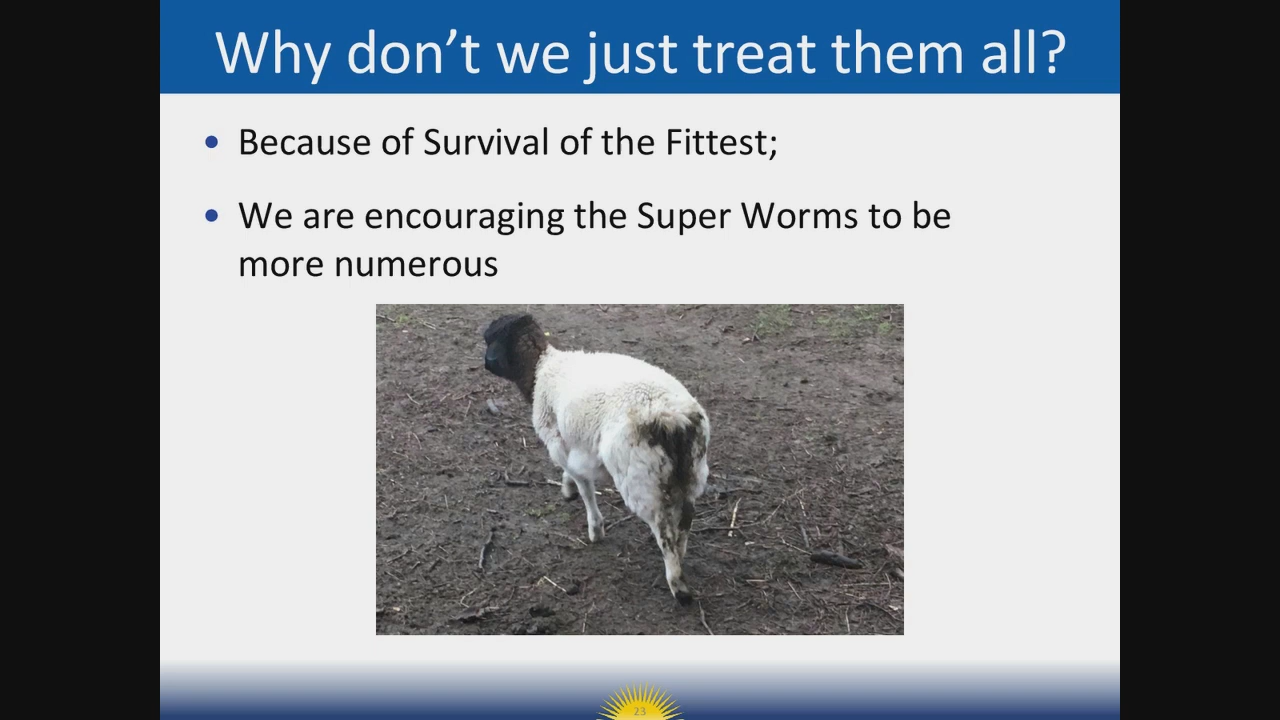 Why don’t we just treat them all?
• Because of Survival of the Fittest;
• We are encouraging the Super Worms to be
more numerous
23